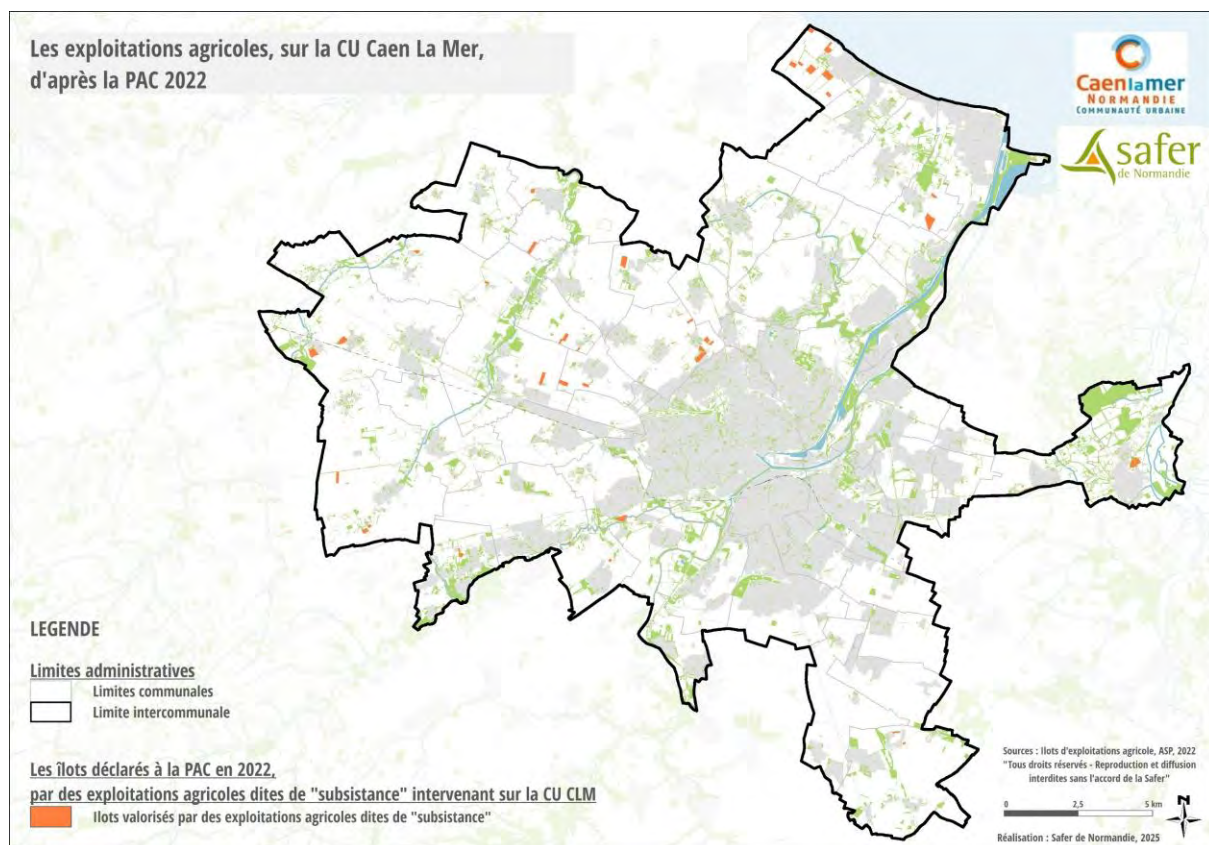 Les exploitations agricoles, sur la CU Caen La Mer,
d'après la PAC 2022
Caenlamer
NORMANDIE
COMMUNAUTÉ URBAINE
safer
de Normandie
LEGENDE
Limites administratives
Limites communales
Limite intercommunale
Les îlots déclarés à la PAC en 2022,
par des exploitations agricoles dites de "subsistance" intervenant sur la CU CLM
Ilots valorisés par des exploitations agricoles dites de "subsistance"
Sources : Ilots d'exploitations agricole, ASP, 2022
"Tous droits réservés - Reproduction et diffusion
interdites sans l'accord de la Safer"
0 2,5 5 km
N
Réalisation : Safer de Normandie, 2025